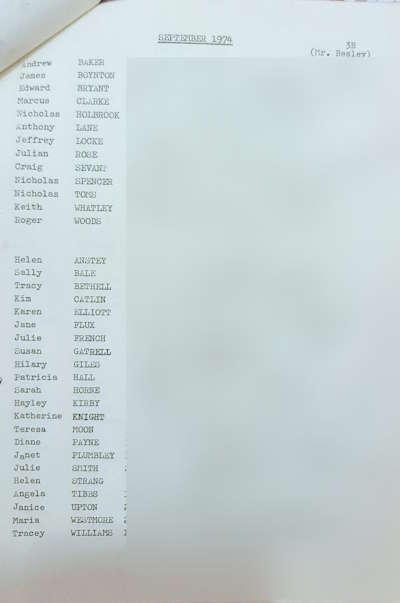 SEPTEMBER 1974
3H
(Mr. Besley)
Andrew BAKER
James BOYNTON
Edward BRYANT
Marcus CLARKE
Nicholas HOLBROOK
Anthony LANE
Jeffrey LOCKE
Julian ROSE
Craig SEVANT
Nicholas SPENCER
Nicholas TOMS
Keith WHATLEY
Roger WOODS
Helen ANSTEY
Sally BALE
Tracy BETHELL
Kim CATLIN
Karen ELLIOTT
Jane FLUX
Julie FRENCH
Susan GATRELL
Hilary GILES
Patricia HALL
Sarah HORNE
Hayley KIRBY
Katherine KNIGHT
Teresa MOON
Diane PAYNE
Janet PLUMBLEY
Julie SMITH
Helen STRANG
Angela TIBBS
Janice UPTON
Maria WESTMORE
Tracey WILLIAMS